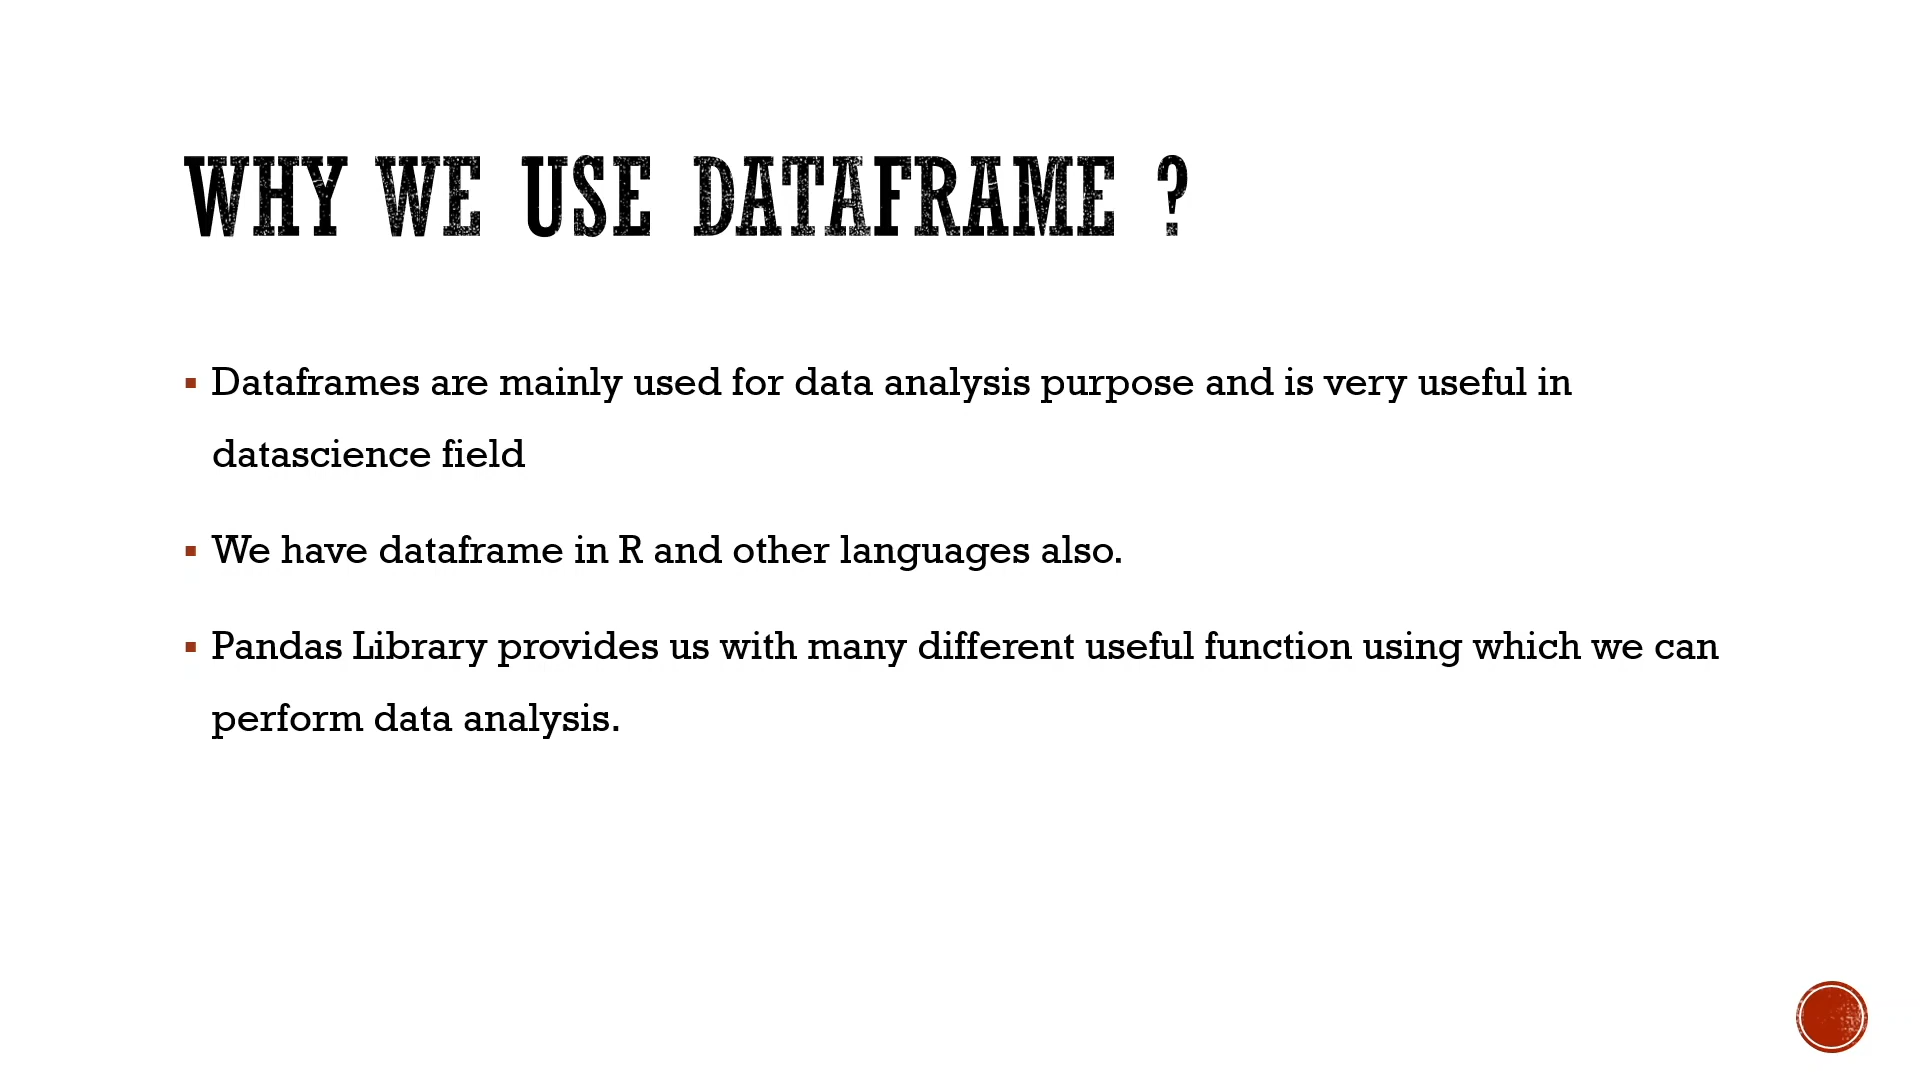 WHY WE USE DATAFRAME ?
▪ Dataframes are mainly used for data analysis purpose and is very useful in
datascience field
▪ We have dataframe in R and other languages also.
▪ Pandas Library provides us with many different useful function using which we can
perform data analysis.